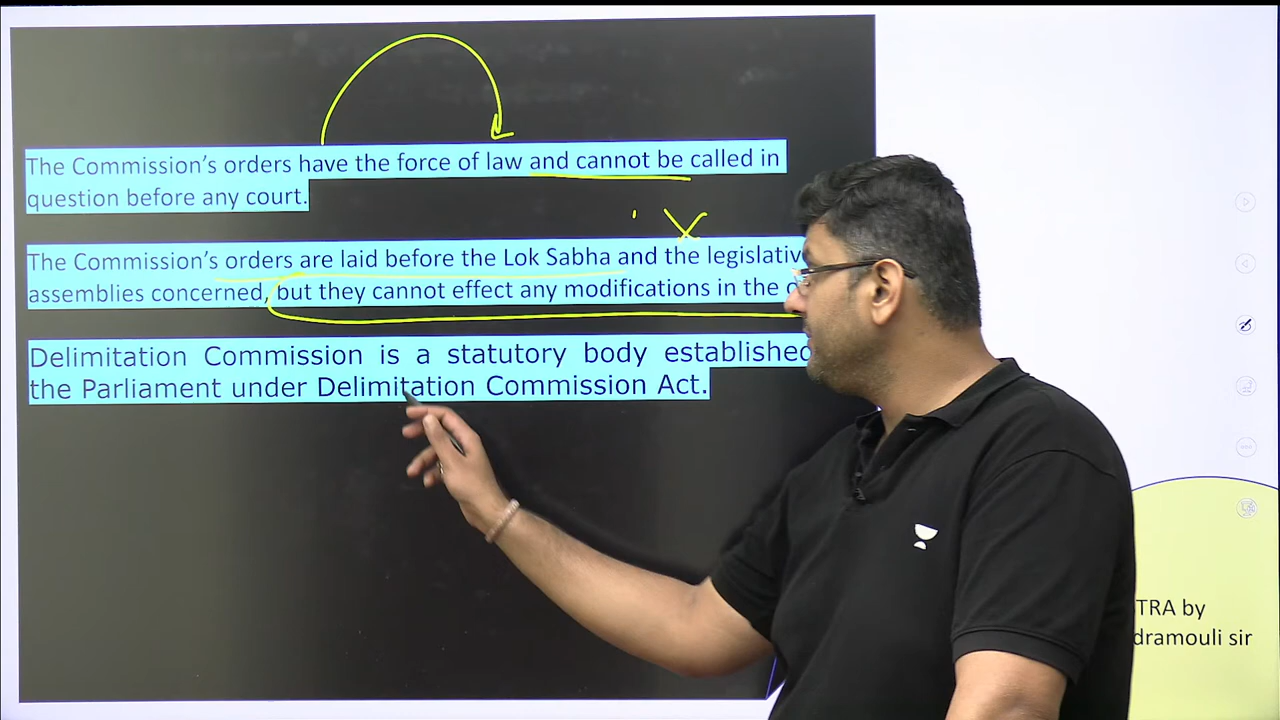 The Commission's orders have the force of law and cannot be called in
question before any court.
The Commission's orders are laid before the Lok Sabha and the
assemblies concerned, but they cannot effect any modifications in the
Delimitation Commission is a statutory body established
the Parliament under Delimitation Commission Act.
TRA by
dramouli sir